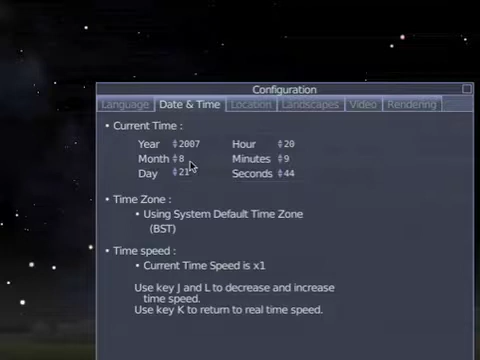 Configuration
Language Date & Time Location Landscapes Video Rendering
• Current Time :
Year 2007 Hour 20
Month 8 Minutes 9
Day 21 Seconds 44
• Time Zone :
• Using System Default Time Zone
(BST)
• Time speed :
• Current Time Speed is x1
Use key J and L to decrease and increase
time speed.
Use key K to return to real time speed.